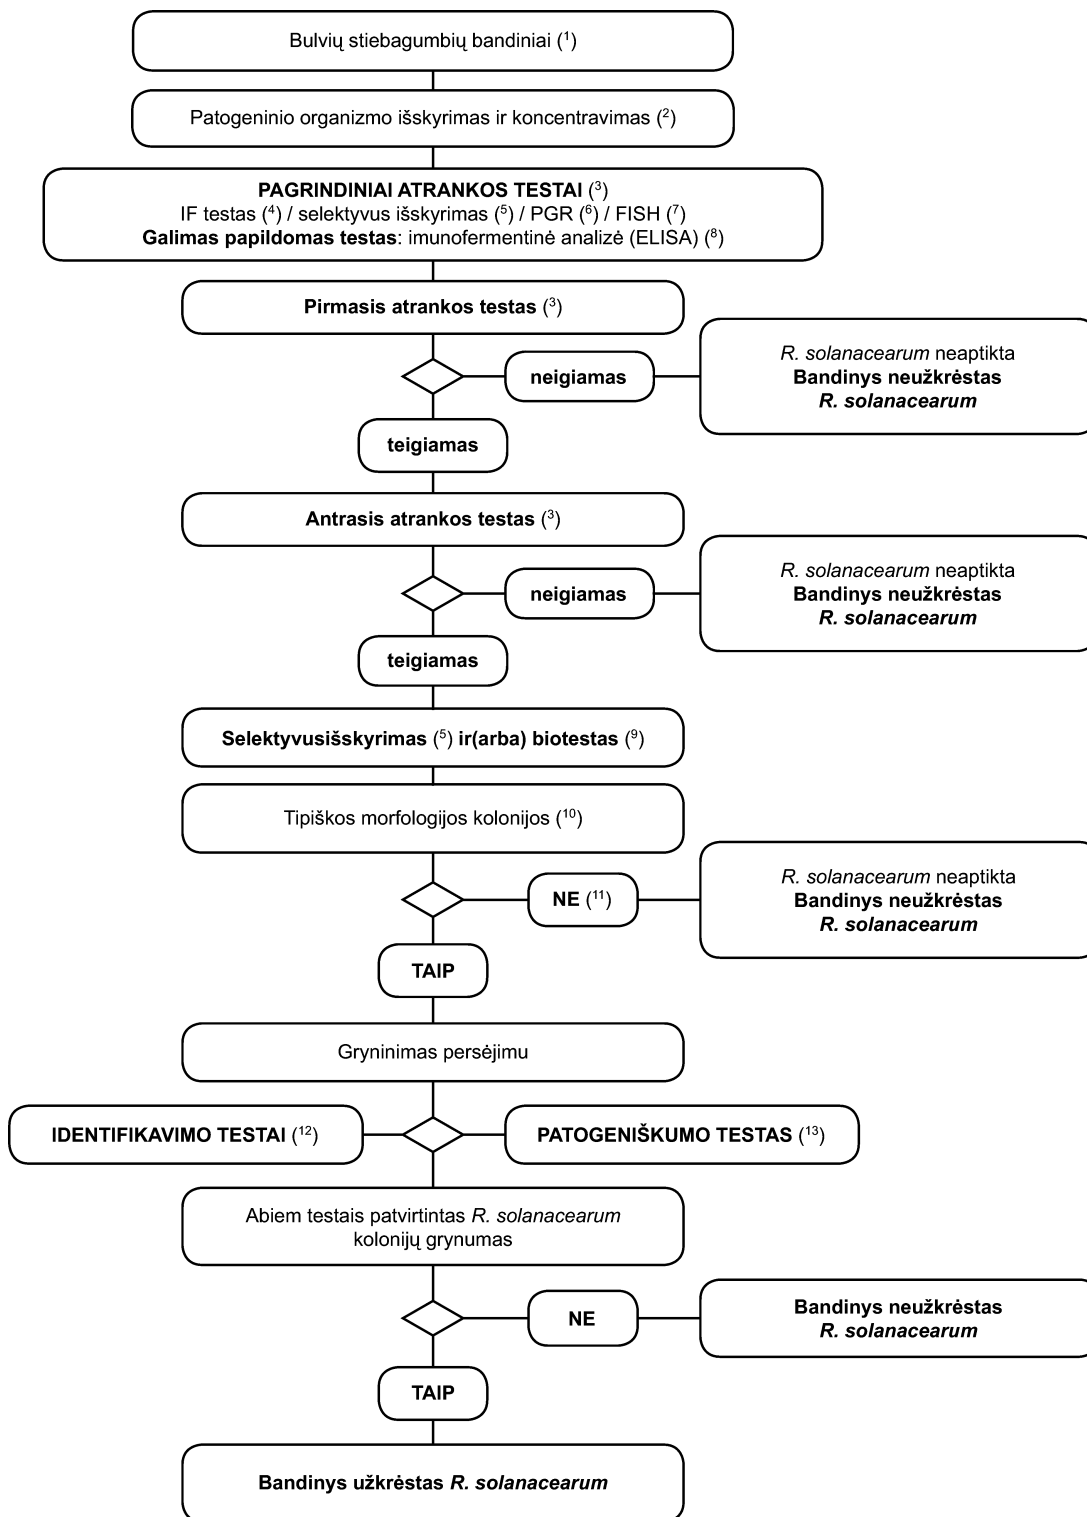 Bulvių stiebagumbių bandiniai (¹)
Patogeninio organizmo išskyrimas ir koncentravimas (²)
PAGRINDINIAI ATRANKOS TESTAI (³)
IF testas (⁴) / selektyvus išskyrimas (⁵) / PGR (⁶) / FISH (⁷)
Galimas papildomas testas: imunofermentinė analizė (ELISA) (⁸)
Pirmasis atrankos testas (³)
neigiamas
R. solanacearum neaptikta
Bandinys neužkrėstas
R. solanacearum
teigiamas
Antrasis atrankos testas (³)
neigiamas
R. solanacearum neaptikta
Bandinys neužkrėstas
R. solanacearum
teigiamas
Selektyvusišskyrimas (⁵) ir(arba) biotestas (⁹)
Tipiškos morfologijos kolonijos (¹⁰)
NE (¹¹)
R. solanacearum neaptikta
Bandinys neužkrėstas
R. solanacearum
TAIP
Gryninimas persėjimu
IDENTIFIKAVIMO TESTAI (¹²)
PATOGENIŠKUMO TESTAS (¹³)
Abiem testais patvirtintas R. solanacearum
kolonijų grynumas
NE
Bandinys neužkrėstas
R. solanacearum
TAIP
Bandinys užkrėstas R. solanacearum